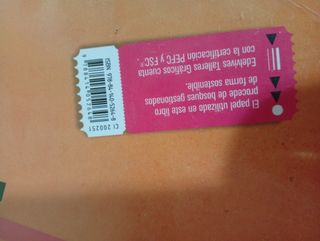 El papel utilizado en este libro
procede de bosques gestionados
de forma sostenible.
Edelvives Talleres Gráficos cuenta
con la certificación PEFC y FSC.®